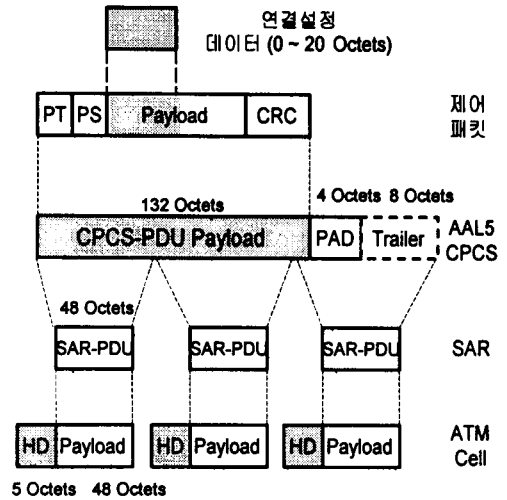 연결설정
데이터 (0 ~ 20 Octets)
PT PS Payload CRC
제어
패킷
132 Octets
4 Octets 8 Octets
CPCS-PDU Payload PAD Trailer
AAL5
CPCS
48 Octets
SAR-PDU SAR-PDU SAR-PDU
SAR
HD Payload HD Payload HD Payload
ATM
Cell
5 Octets 48 Octets